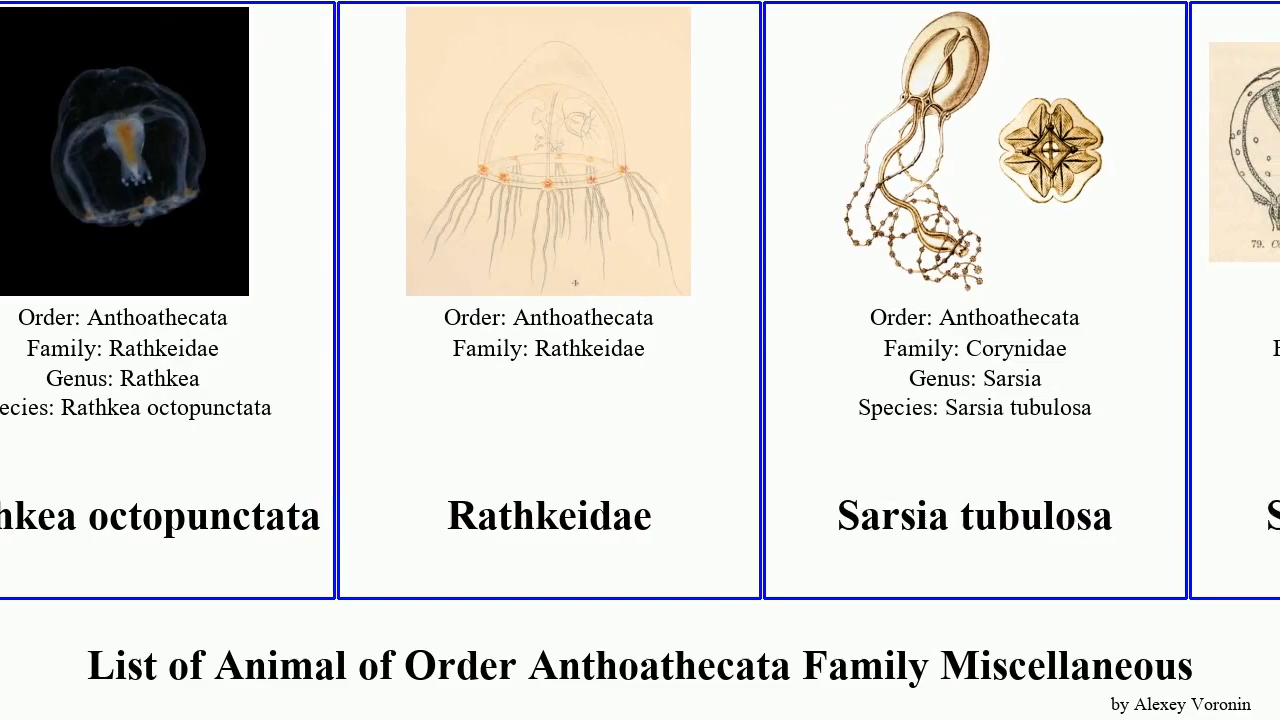 Order: Anthoathecata
Family: Rathkeidae
Genus: Rathkea
ecies: Rathkea octopunctata
hkea octopunctata
Order: Anthoathecata
Family: Rathkeidae
Rathkeidae
Order: Anthoathecata
Family: Corynidae
Genus: Sarsia
Species: Sarsia tubulosa
Sarsia tubulosa
79.
List of Animal of Order Anthoathecata Family Miscellaneous
by Alexey Voronin